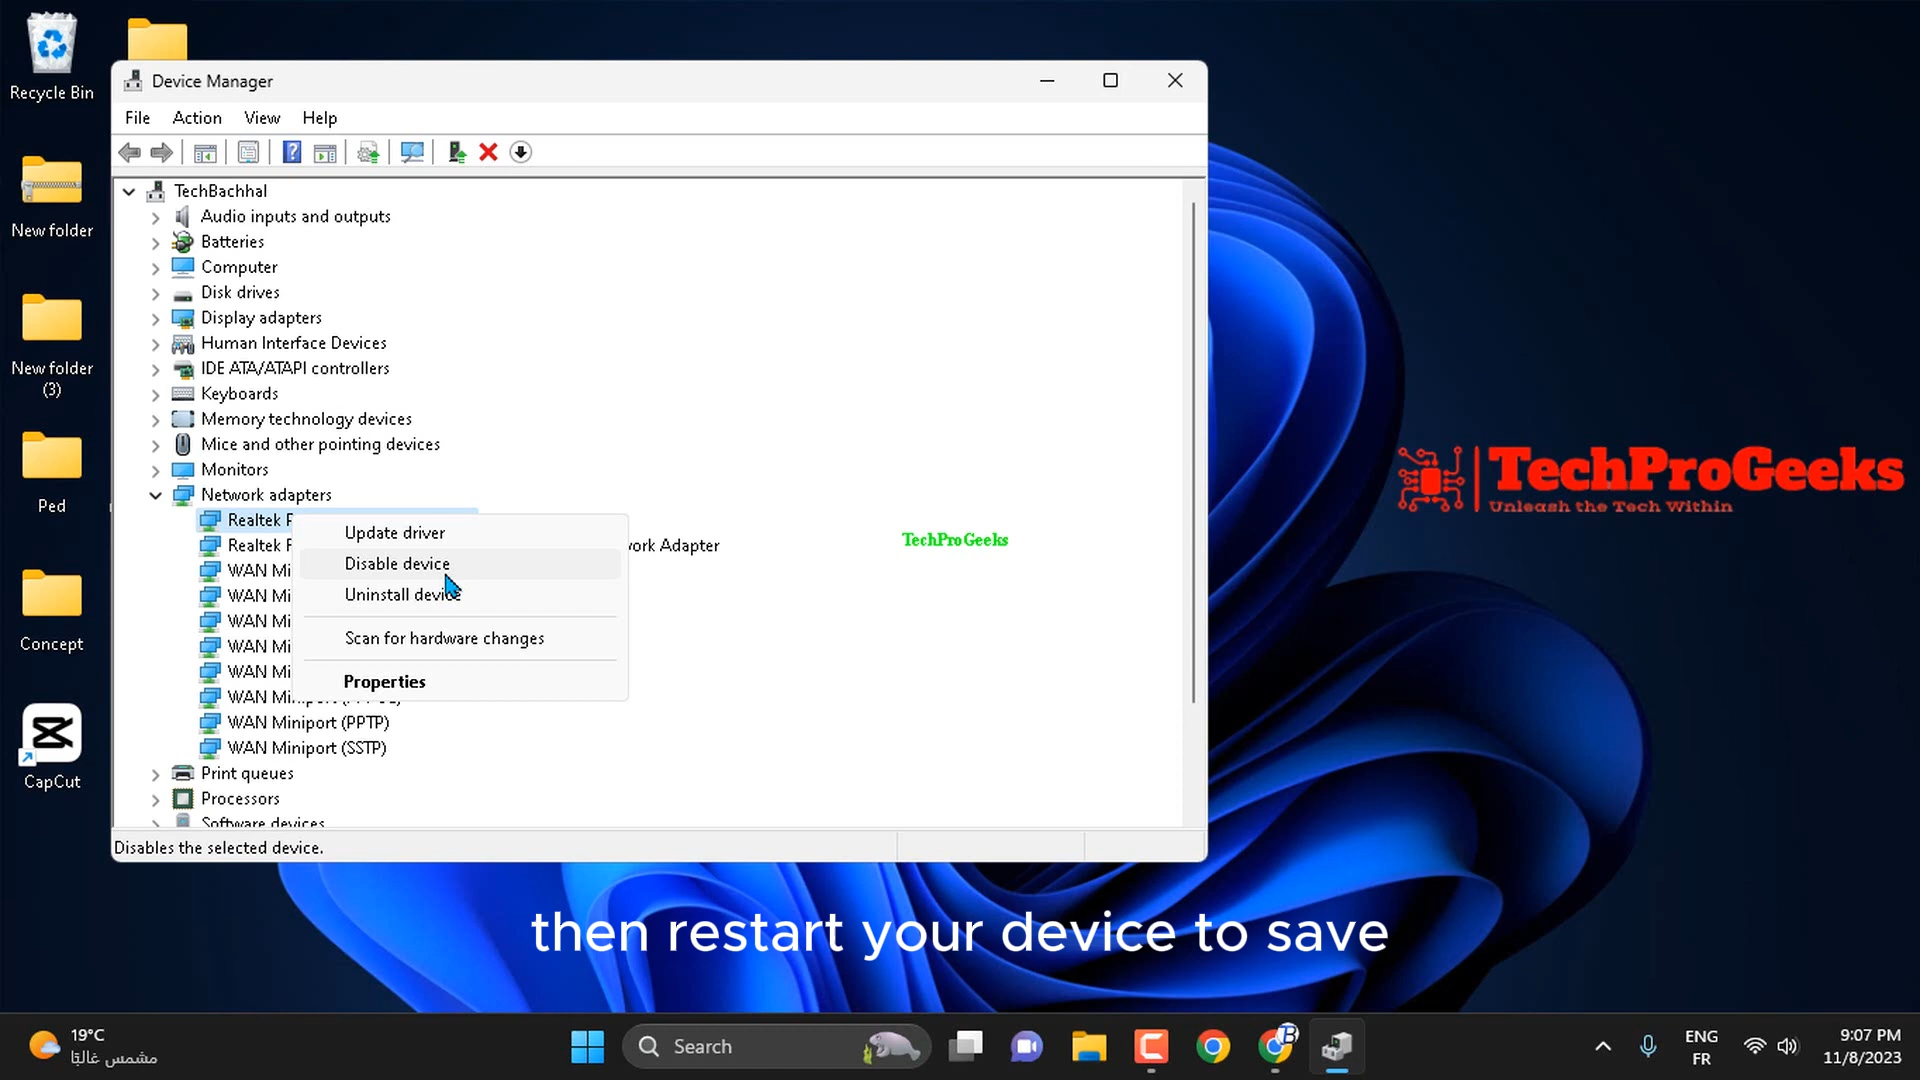 Recycle Bin
New folder
New folder
(3)
Ped
Concept
CapCut
Device Manager
File Action View Help
TechBachhal
Audio inputs and outputs
Batteries
Computer
Disk drives
Display adapters
Human Interface Devices
IDE ATA/ATAPI controllers
Keyboards
Memory technology devices
Mice and other pointing devices
Monitors
Network adapters
Realtek
Realtek
ork Adapter
WAN Mi
WAN Mi
WAN Mi
WAN Mi
WAN Mi
WAN Mi
WAN Miniport (PPTP)
WAN Miniport (SSTP)
Print queues
Processors
Software devices
Update driver
Disable device
Uninstall device
Scan for hardware changes
Properties
Disables the selected device.
TechProGeeks
TechProGeeks
Unleash the Tech Within
then restart your device to save
19°C
مشمس غالبًا
Search
ENG
FR
9:07 PM
11/8/2023